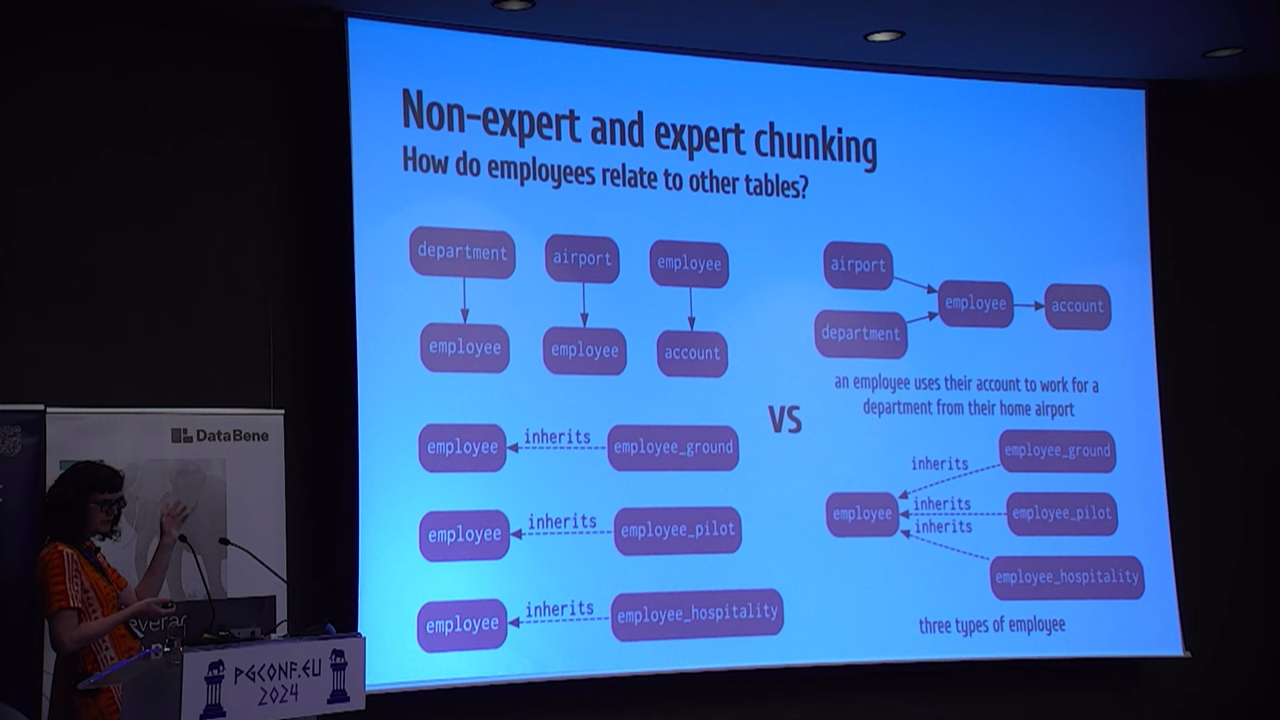 Non-expert and expert chunking
How do employees relate to other tables?
department
airport
employee
employee
employee
account
employee
inherits
employee_ground
employee
inherits
employee_pilot
employee
inherits
employee_hospitality
VS
airport
department
employee
account
an employee uses their account to work for a
department from their home airport
employee
inherits
employee_ground
inherits
employee_pilot
inherits
employee_hospitality
three types of employee
DataBene
PGCONF.EU
2024